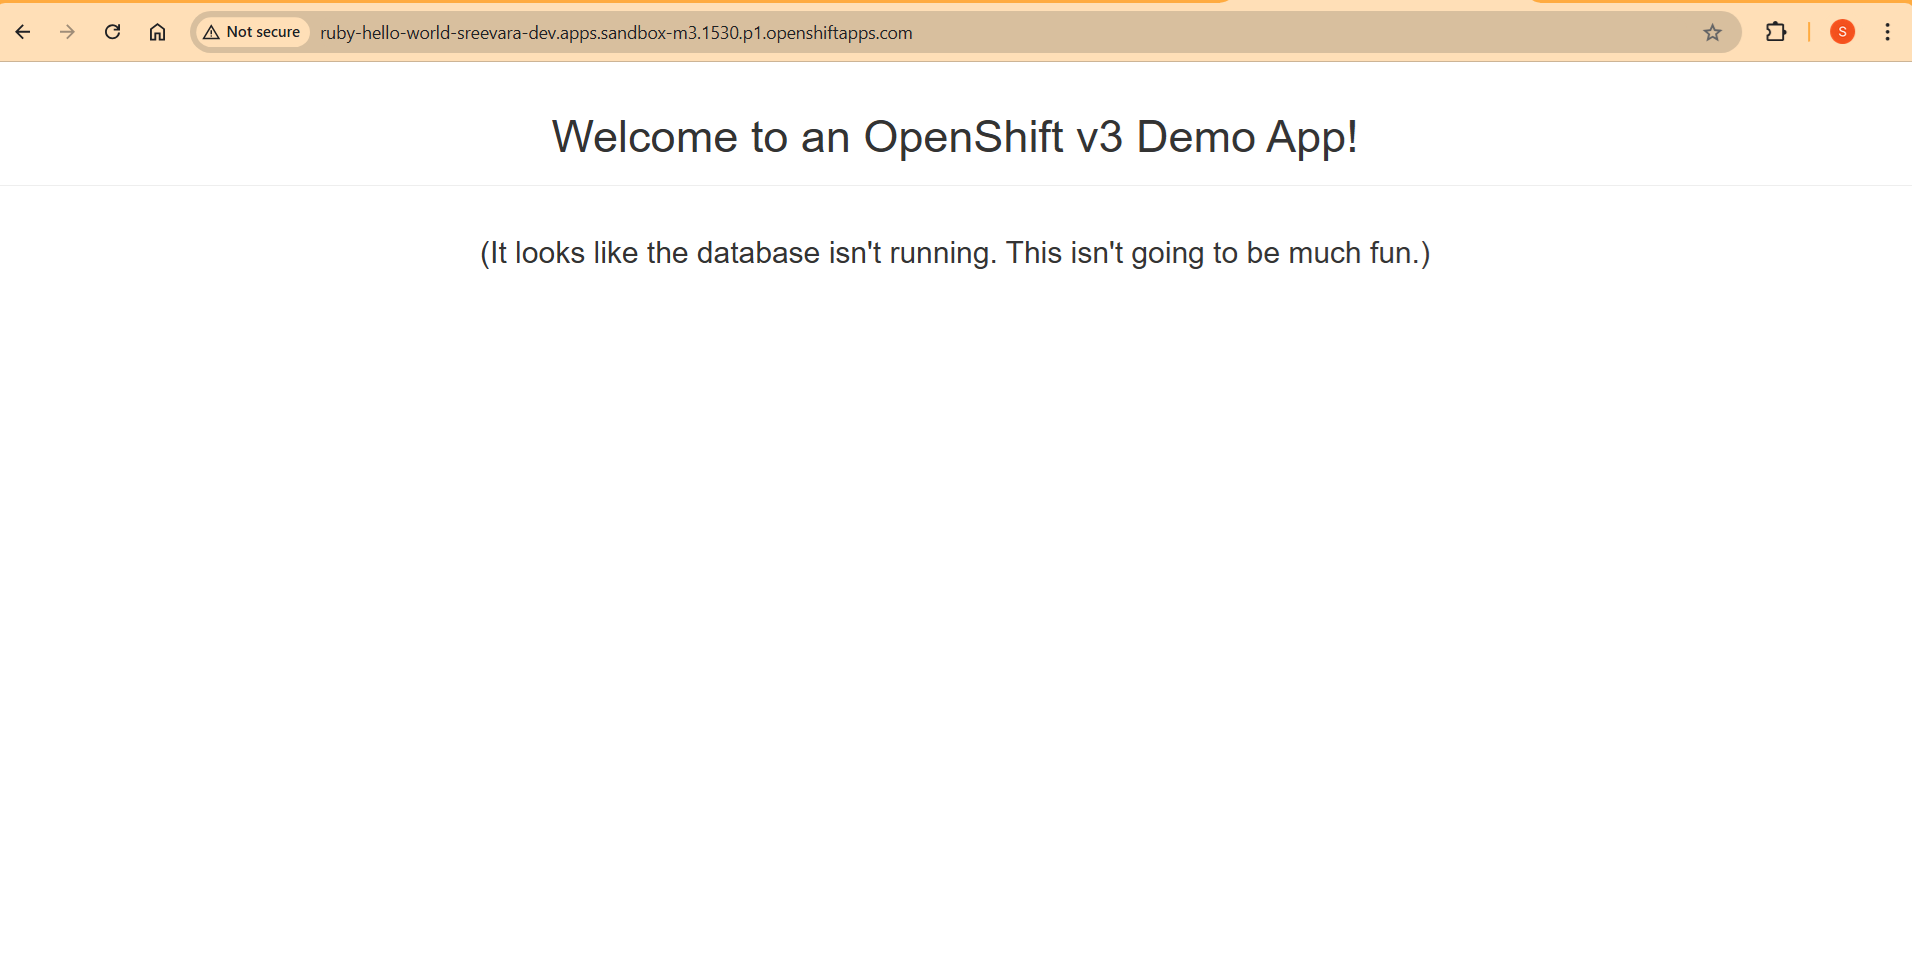 Not secure ruby-hello-world-sreevara-dev.apps.sandbox-m3.1530.p1.openshiftapps.com S
Welcome to an OpenShift v3 Demo App!
(It looks like the database isn't running. This isn't going to be much fun.)